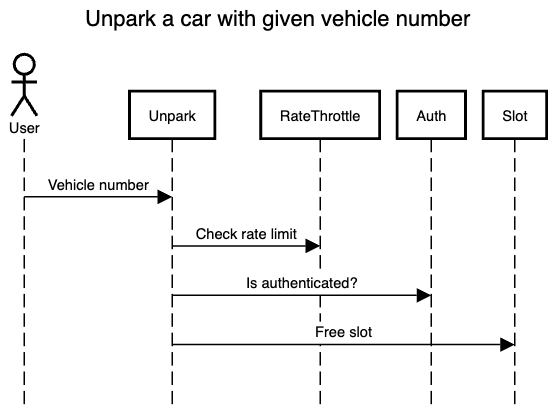 Unpark a car with given vehicle number
User
Unpark
RateThrottle
Auth
Slot
Vehicle number
Check rate limit
Is authenticated?
Free slot